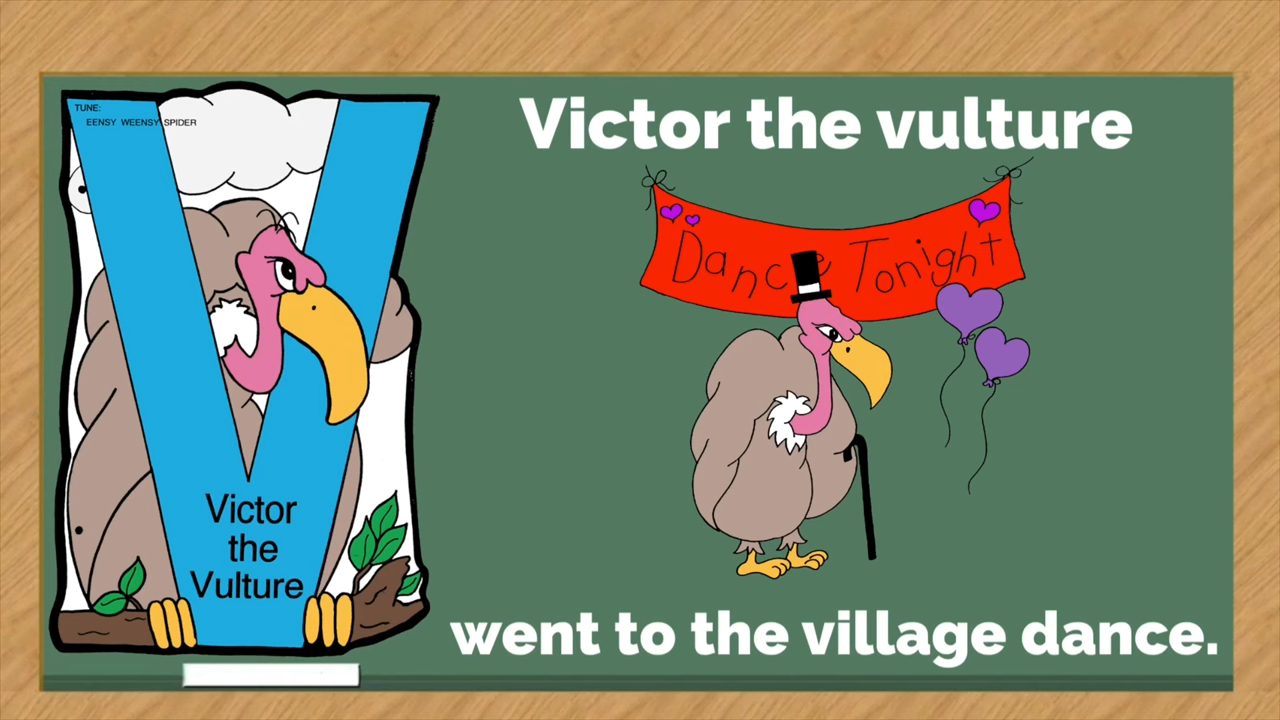 TUNE:
EENSY WEENSY SPIDER
Victor
the
Vulture
Victor the vulture
Dance Tonight
went to the village dance.